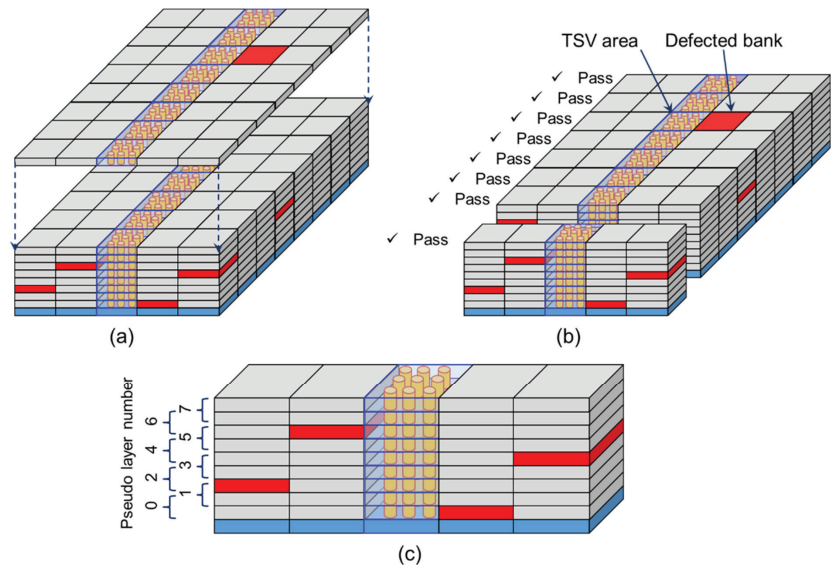 TSV area
Defected bank
✓ Pass
✓ Pass
✓ Pass
✓ Pass
✓ Pass
✓ Pass
✓ Pass
✓ Pass
(a)
(b)
Pseudo layer number
0 2 4 6
1 3 5 7
(c)